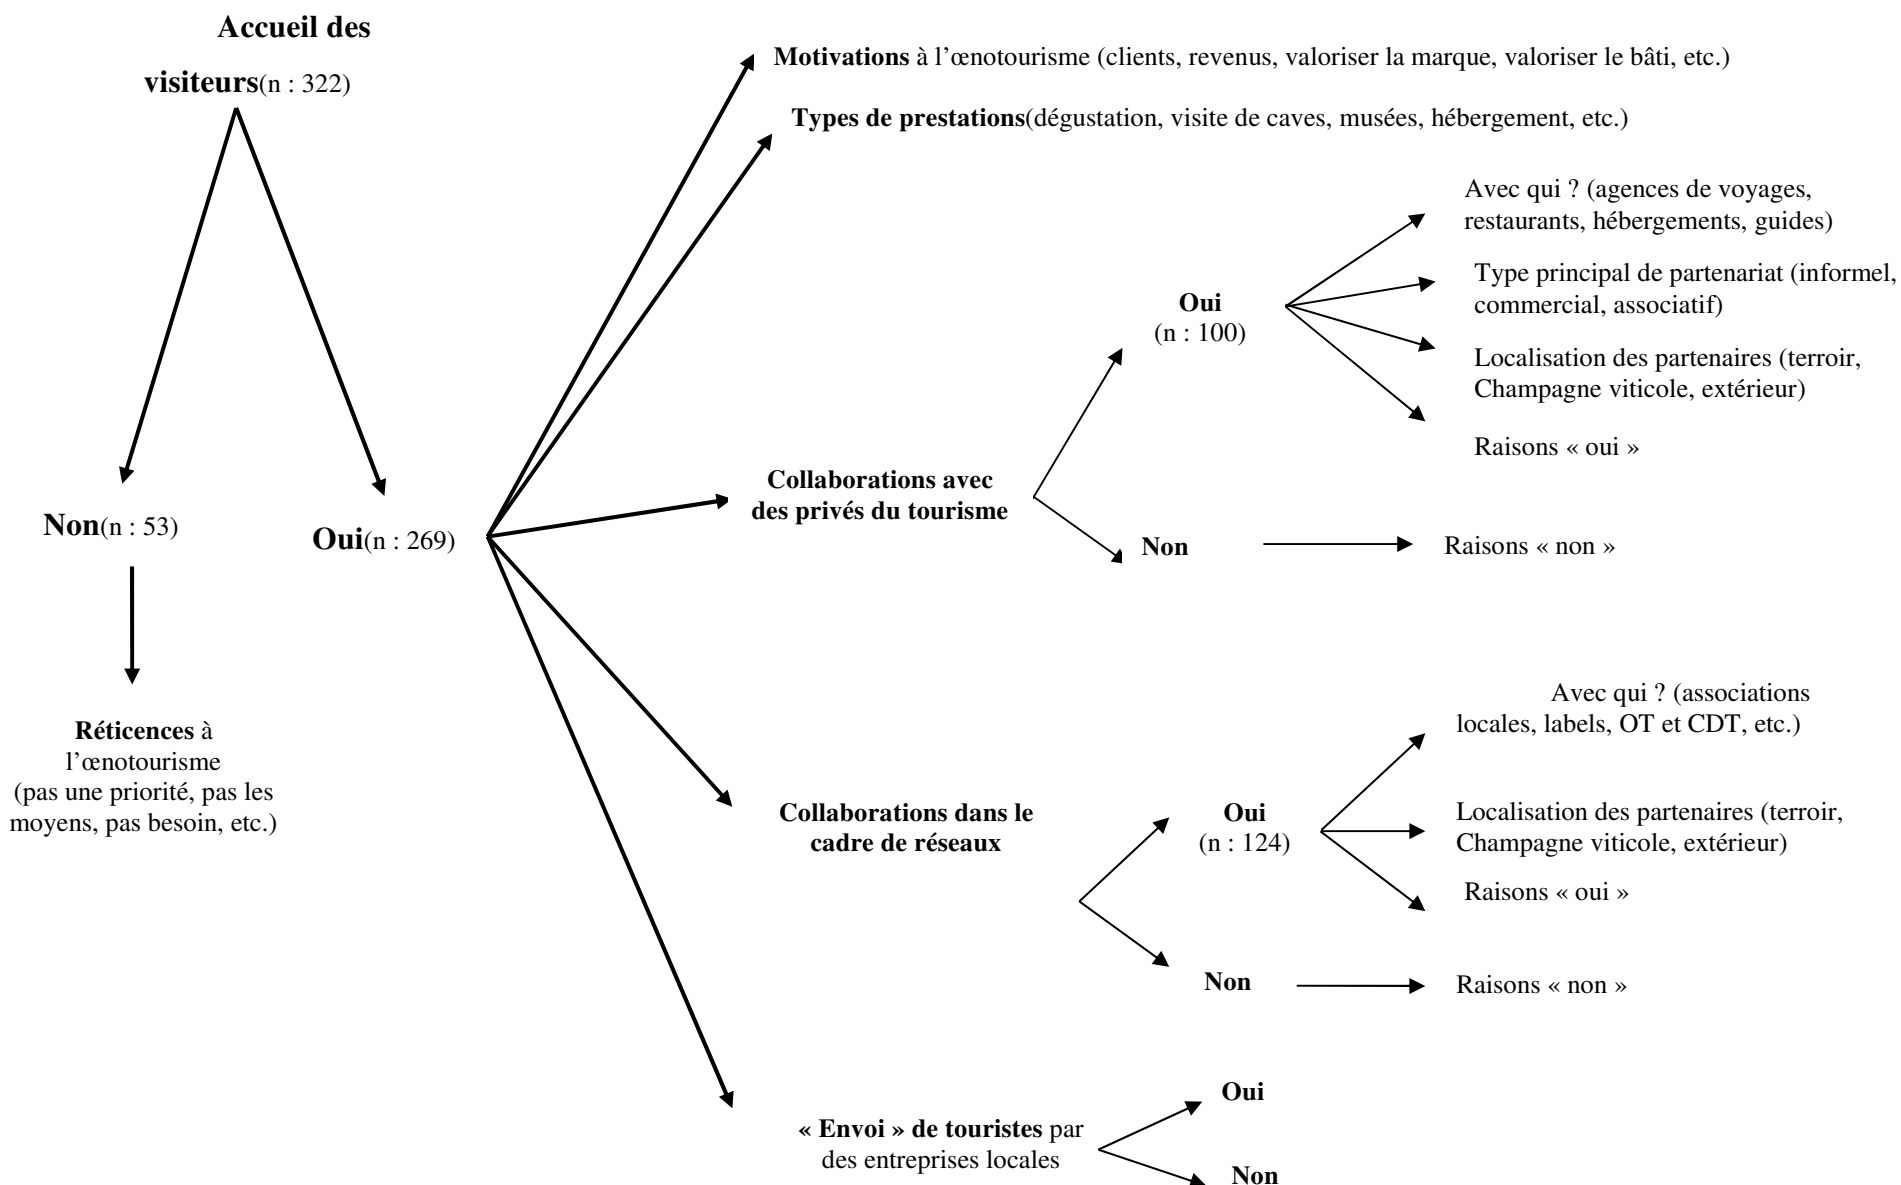 Accueil des
visiteurs(n : 322)
Non(n : 53)
Oui(n : 269)
Réticences à
l’œnotourisme
(pas une priorité, pas les
moyens, pas besoin, etc.)
Motivations à l’œnotourisme (clients, revenus, valoriser la marque, valoriser le bâti, etc.)
Types de prestations(dégustation, visite de caves, musées, hébergement, etc.)
Collaborations avec
des privés du tourisme
Oui
(n : 100)
Avec qui ? (agences de voyages,
restaurants, hébergements, guides)
Type principal de partenariat (informel,
commercial, associatif)
Localisation des partenaires (terroir,
Champagne viticole, extérieur)
Raisons « oui »
Non
Raisons « non »
Collaborations dans le
cadre de réseaux
Oui
(n : 124)
Avec qui ? (associations
locales, labels, OT et CDT, etc.)
Localisation des partenaires (terroir,
Champagne viticole, extérieur)
Raisons « oui »
Non
Raisons « non »
« Envoi » de touristes par
des entreprises locales
Oui
Non